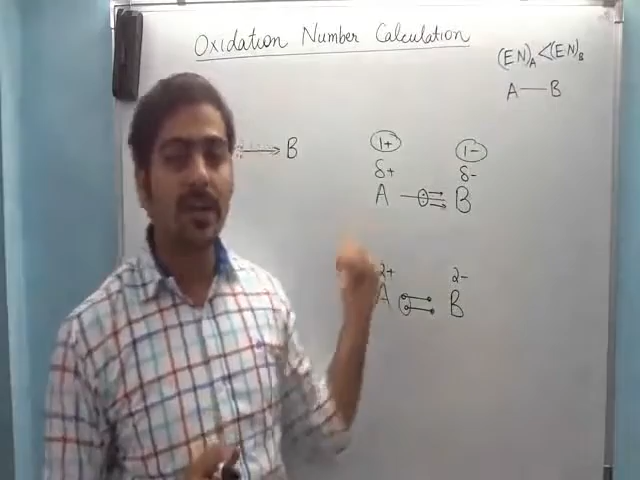 Oxidation Number Calculation
(EN)A < (EN)B
A — B
→ B
1+ 1-
δ+ δ-
A → B
2+ 2-
A B